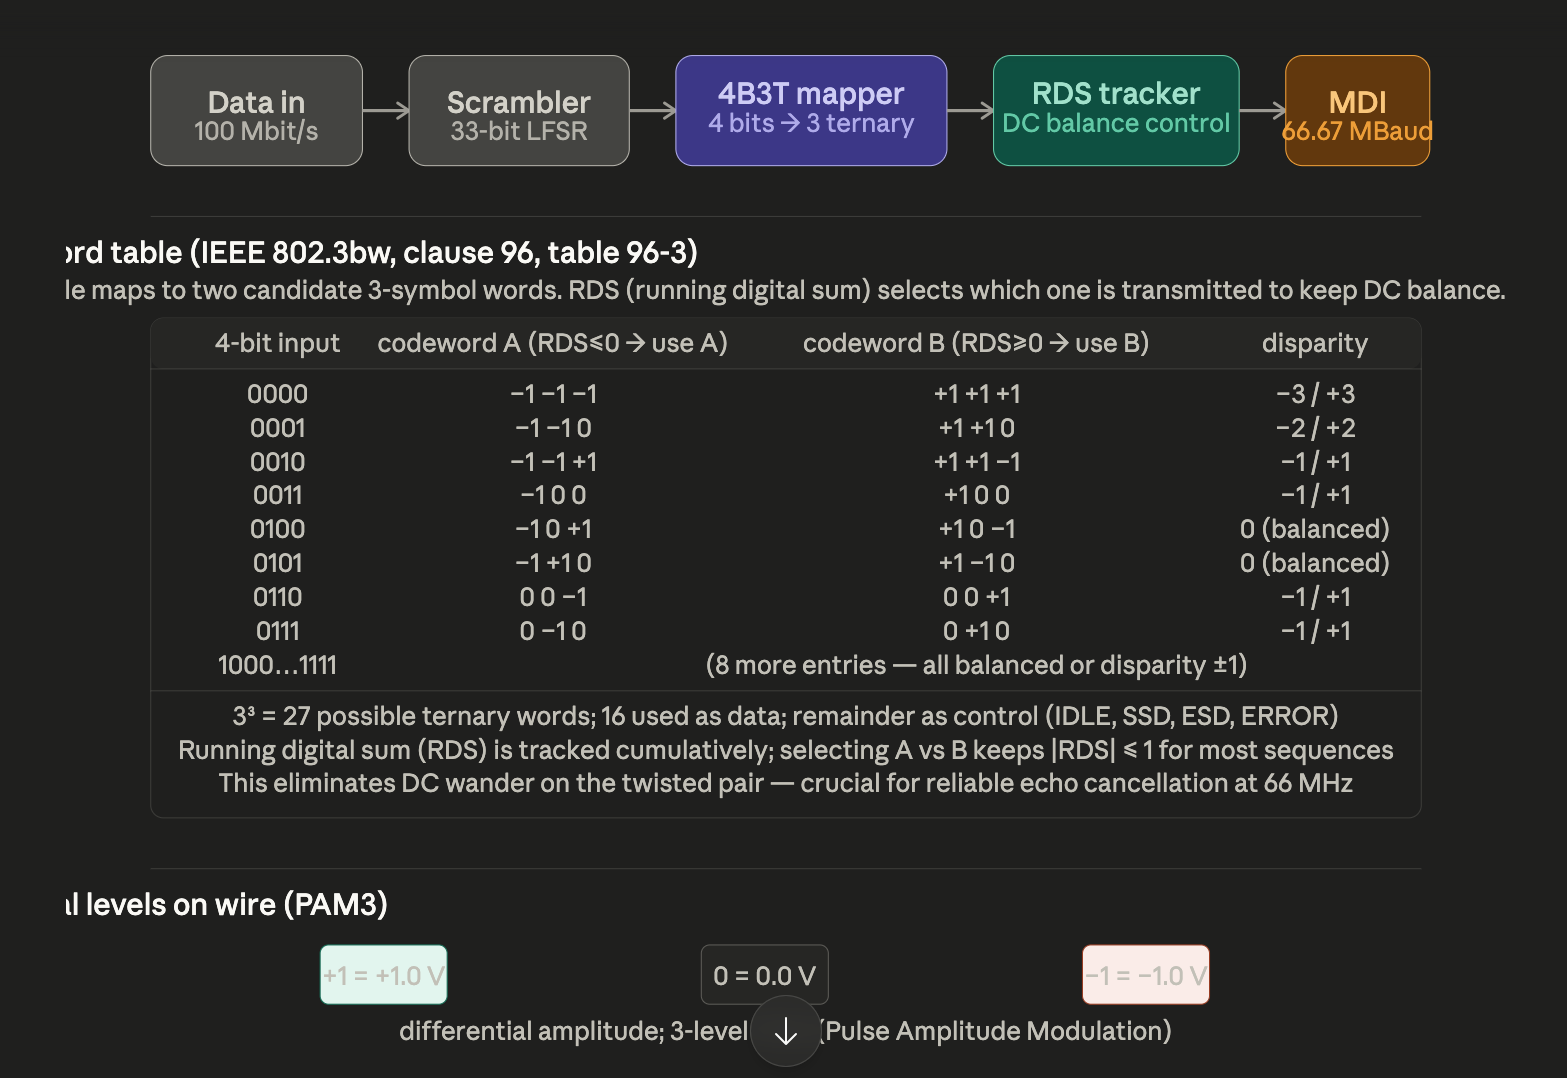 Data in
100 Mbit/s
Scrambler
33-bit LFSR
4B3T mapper
4 bits → 3 ternary
RDS tracker
DC balance control
MDI
66.67 MBaud
ord table (IEEE 802.3bw, clause 96, table 96-3)
le maps to two candidate 3-symbol words. RDS (running digital sum) selects which one is transmitted to keep DC balance.
4-bit input codeword A (RDS≤0 → use A) codeword B (RDS≥0 → use B) disparity
0000 −1 −1 −1 +1 +1 +1 −3 / +3
0001 −1 −1 0 +1 +1 0 −2 / +2
0010 −1 −1 +1 +1 +1 −1 −1 / +1
0011 −1 0 0 +1 0 0 −1 / +1
0100 −1 0 +1 +1 0 −1 0 (balanced)
0101 −1 +1 0 +1 −1 0 0 (balanced)
0110 0 0 −1 0 0 +1 −1 / +1
0111 0 −1 0 0 +1 0 −1 / +1
1000…1111 (8 more entries — all balanced or disparity ±1)
3³ = 27 possible ternary words; 16 used as data; remainder as control (IDLE, SSD, ESD, ERROR)
Running digital sum (RDS) is tracked cumulatively; selecting A vs B keeps |RDS| ≤ 1 for most sequences
This eliminates DC wander on the twisted pair — crucial for reliable echo cancellation at 66 MHz
al levels on wire (PAM3)
+1 = +1.0 V
0 = 0.0 V
−1 = −1.0 V
differential amplitude; 3-level (Pulse Amplitude Modulation)